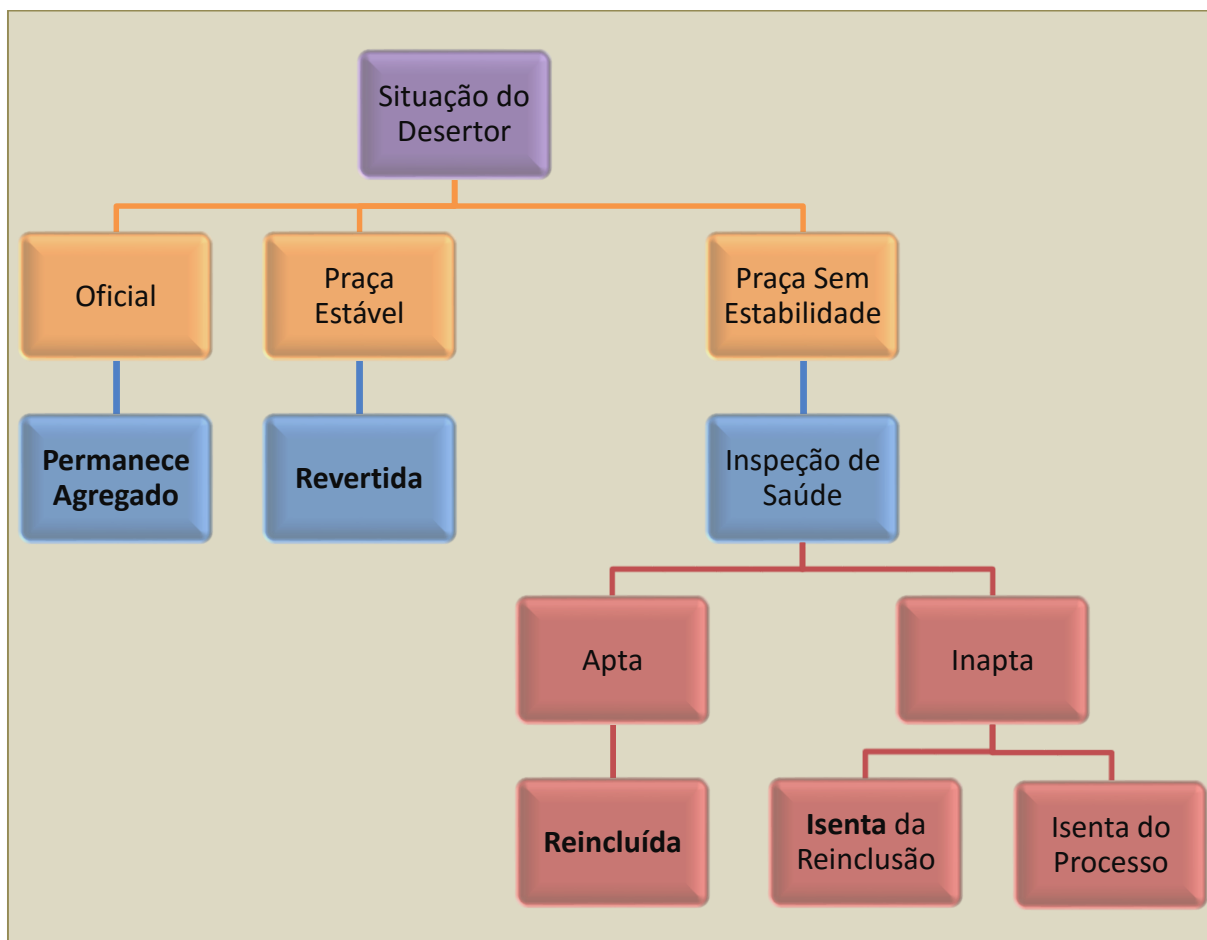 Situação do
Desertor
Oficial
Praça
Estável
Praça Sem
Estabilidade
Permanece
Agregado
Revertida
Inspeção de
Saúde
Apta
Inapta
Reincluída
Isenta da
Reinclusão
Isenta do
Processo